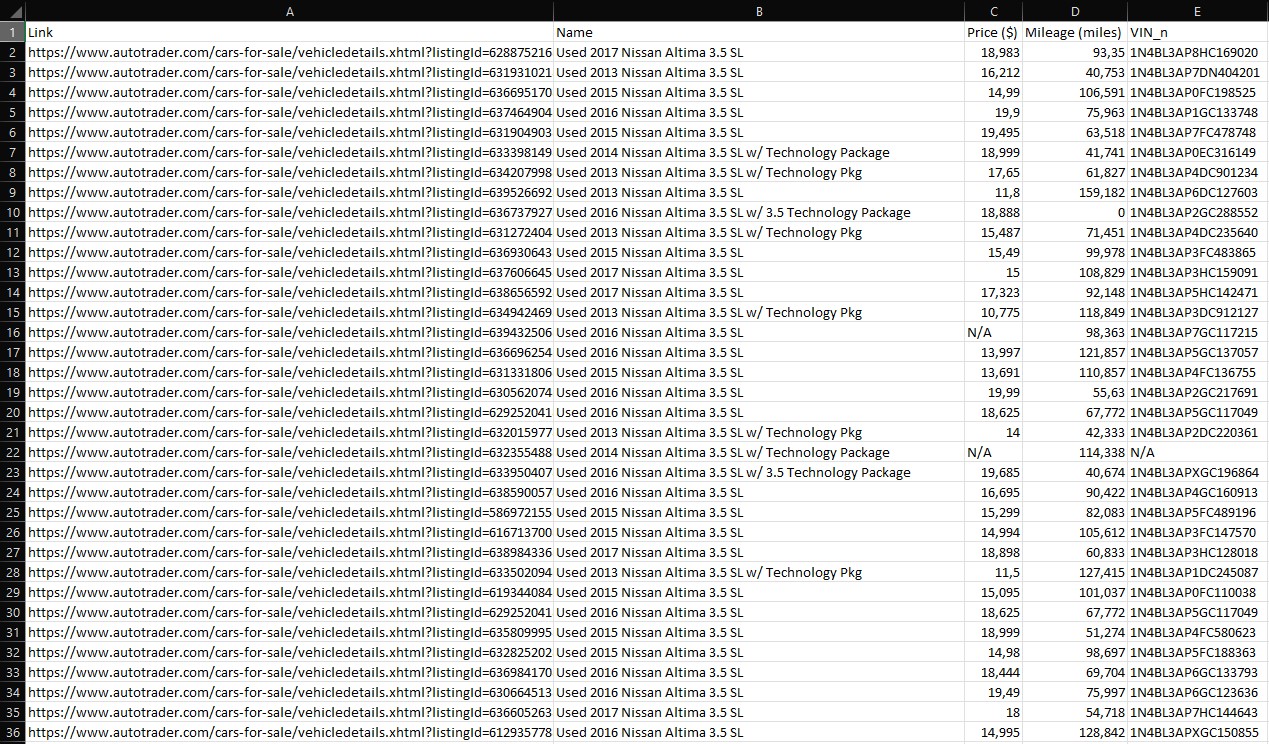 A B C D E
1 Link Name Price ($) Mileage (miles) VIN_n
2 https://www.autotrader.com/cars-for-sale/vehicledetails.xhtml?listingId=628875216 Used 2017 Nissan Altima 3.5 SL 18,983 93,35 1N4BL3AP8HC169020
3 https://www.autotrader.com/cars-for-sale/vehicledetails.xhtml?listingId=631931021 Used 2013 Nissan Altima 3.5 SL 16,212 40,753 1N4BL3AP7DN404201
4 https://www.autotrader.com/cars-for-sale/vehicledetails.xhtml?listingId=636695170 Used 2015 Nissan Altima 3.5 SL 14,99 106,591 1N4BL3AP0FC198525
5 https://www.autotrader.com/cars-for-sale/vehicledetails.xhtml?listingId=637464904 Used 2016 Nissan Altima 3.5 SL 19,9 75,963 1N4BL3AP1GC133748
6 https://www.autotrader.com/cars-for-sale/vehicledetails.xhtml?listingId=631904903 Used 2015 Nissan Altima 3.5 SL 19,495 63,518 1N4BL3AP7FC478748
7 https://www.autotrader.com/cars-for-sale/vehicledetails.xhtml?listingId=633398149 Used 2014 Nissan Altima 3.5 SL w/ Technology Package 18,999 41,741 1N4BL3AP0EC316149
8 https://www.autotrader.com/cars-for-sale/vehicledetails.xhtml?listingId=634207998 Used 2013 Nissan Altima 3.5 SL w/ Technology Pkg 17,65 61,827 1N4BL3AP4DC901234
9 https://www.autotrader.com/cars-for-sale/vehicledetails.xhtml?listingId=639526692 Used 2013 Nissan Altima 3.5 SL 11,8 159,182 1N4BL3AP6DC127603
10 https://www.autotrader.com/cars-for-sale/vehicledetails.xhtml?listingId=636737927 Used 2016 Nissan Altima 3.5 SL w/ 3.5 Technology Package 18,888 0 1N4BL3AP2GC288552
11 https://www.autotrader.com/cars-for-sale/vehicledetails.xhtml?listingId=631272404 Used 2013 Nissan Altima 3.5 SL w/ Technology Pkg 15,487 71,451 1N4BL3AP4DC235640
12 https://www.autotrader.com/cars-for-sale/vehicledetails.xhtml?listingId=636930643 Used 2015 Nissan Altima 3.5 SL 15,49 99,978 1N4BL3AP3FC483865
13 https://www.autotrader.com/cars-for-sale/vehicledetails.xhtml?listingId=637606645 Used 2017 Nissan Altima 3.5 SL 15 108,829 1N4BL3AP3HC159091
14 https://www.autotrader.com/cars-for-sale/vehicledetails.xhtml?listingId=638656592 Used 2017 Nissan Altima 3.5 SL 17,323 92,148 1N4BL3AP5HC142471
15 https://www.autotrader.com/cars-for-sale/vehicledetails.xhtml?listingId=634942469 Used 2013 Nissan Altima 3.5 SL w/ Technology Pkg 10,775 118,849 1N4BL3AP3DC912127
16 https://www.autotrader.com/cars-for-sale/vehicledetails.xhtml?listingId=639432506 Used 2016 Nissan Altima 3.5 SL N/A 98,363 1N4BL3AP7GC117215
17 https://www.autotrader.com/cars-for-sale/vehicledetails.xhtml?listingId=636696254 Used 2016 Nissan Altima 3.5 SL 13,997 121,857 1N4BL3AP5GC137057
18 https://www.autotrader.com/cars-for-sale/vehicledetails.xhtml?listingId=631331806 Used 2015 Nissan Altima 3.5 SL 13,691 110,857 1N4BL3AP4FC136755
19 https://www.autotrader.com/cars-for-sale/vehicledetails.xhtml?listingId=630562074 Used 2016 Nissan Altima 3.5 SL 19,99 55,63 1N4BL3AP2GC217691
20 https://www.autotrader.com/cars-for-sale/vehicledetails.xhtml?listingId=629252041 Used 2016 Nissan Altima 3.5 SL 18,625 67,772 1N4BL3AP5GC117049
21 https://www.autotrader.com/cars-for-sale/vehicledetails.xhtml?listingId=632015977 Used 2013 Nissan Altima 3.5 SL w/ Technology Pkg 14 42,333 1N4BL3AP2DC220361
22 https://www.autotrader.com/cars-for-sale/vehicledetails.xhtml?listingId=632355488 Used 2014 Nissan Altima 3.5 SL w/ Technology Package N/A 114,338 N/A
23 https://www.autotrader.com/cars-for-sale/vehicledetails.xhtml?listingId=633950407 Used 2016 Nissan Altima 3.5 SL w/ 3.5 Technology Package 19,685 40,674 1N4BL3APXGC196864
24 https://www.autotrader.com/cars-for-sale/vehicledetails.xhtml?listingId=638590057 Used 2016 Nissan Altima 3.5 SL 16,695 90,422 1N4BL3AP4GC160913
25 https://www.autotrader.com/cars-for-sale/vehicledetails.xhtml?listingId=586972155 Used 2015 Nissan Altima 3.5 SL 15,299 82,083 1N4BL3AP5FC489196
26 https://www.autotrader.com/cars-for-sale/vehicledetails.xhtml?listingId=616713700 Used 2015 Nissan Altima 3.5 SL 14,994 105,612 1N4BL3AP3FC147570
27 https://www.autotrader.com/cars-for-sale/vehicledetails.xhtml?listingId=638984336 Used 2017 Nissan Altima 3.5 SL 18,898 60,833 1N4BL3AP3HC128018
28 https://www.autotrader.com/cars-for-sale/vehicledetails.xhtml?listingId=633502094 Used 2013 Nissan Altima 3.5 SL w/ Technology Pkg 11,5 127,415 1N4BL3AP1DC245087
29 https://www.autotrader.com/cars-for-sale/vehicledetails.xhtml?listingId=619344084 Used 2015 Nissan Altima 3.5 SL 15,095 101,037 1N4BL3AP0FC110038
30 https://www.autotrader.com/cars-for-sale/vehicledetails.xhtml?listingId=629252041 Used 2016 Nissan Altima 3.5 SL 18,625 67,772 1N4BL3AP5GC117049
31 https://www.autotrader.com/cars-for-sale/vehicledetails.xhtml?listingId=635809995 Used 2015 Nissan Altima 3.5 SL 18,999 51,274 1N4BL3AP4FC580623
32 https://www.autotrader.com/cars-for-sale/vehicledetails.xhtml?listingId=632825202 Used 2015 Nissan Altima 3.5 SL 14,98 98,697 1N4BL3AP5FC188363
33 https://www.autotrader.com/cars-for-sale/vehicledetails.xhtml?listingId=636984170 Used 2016 Nissan Altima 3.5 SL 18,444 69,704 1N4BL3AP6GC133793
34 https://www.autotrader.com/cars-for-sale/vehicledetails.xhtml?listingId=630664513 Used 2016 Nissan Altima 3.5 SL 19,49 75,997 1N4BL3AP6GC123636
35 https://www.autotrader.com/cars-for-sale/vehicledetails.xhtml?listingId=636605263 Used 2017 Nissan Altima 3.5 SL 18 54,718 1N4BL3AP7HC144643
36 https://www.autotrader.com/cars-for-sale/vehicledetails.xhtml?listingId=612935778 Used 2016 Nissan Altima 3.5 SL 14,995 128,842 1N4BL3APXGC150855